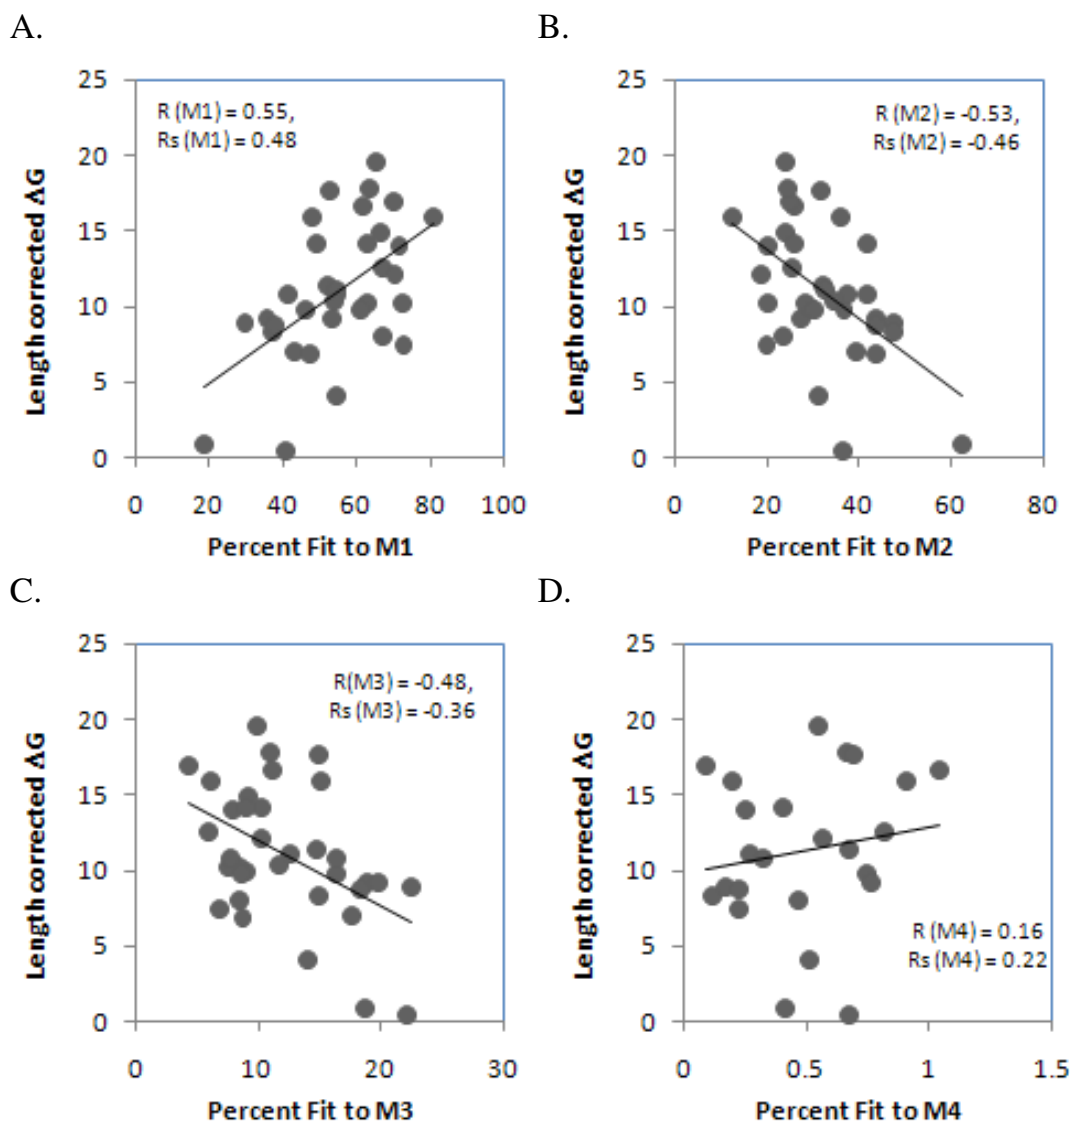 A.
25
20
15
10
5
0
Length corrected ΔG
R (M1) = 0.55,
Rs (M1) = 0.48
0 20 40 60 80 100
Percent Fit to M1
B.
25
20
15
10
5
0
Length corrected ΔG
R (M2) = -0.53,
Rs (M2) = -0.46
0 20 40 60 80
Percent Fit to M2
C.
25
20
15
10
5
0
Length corrected ΔG
R(M3) = -0.48,
Rs (M3) = -0.36
0 10 20 30
Percent Fit to M3
D.
25
20
15
10
5
0
Length corrected ΔG
R (M4) = 0.16
Rs (M4) = 0.22
0 0.5 1 1.5
Percent Fit to M4